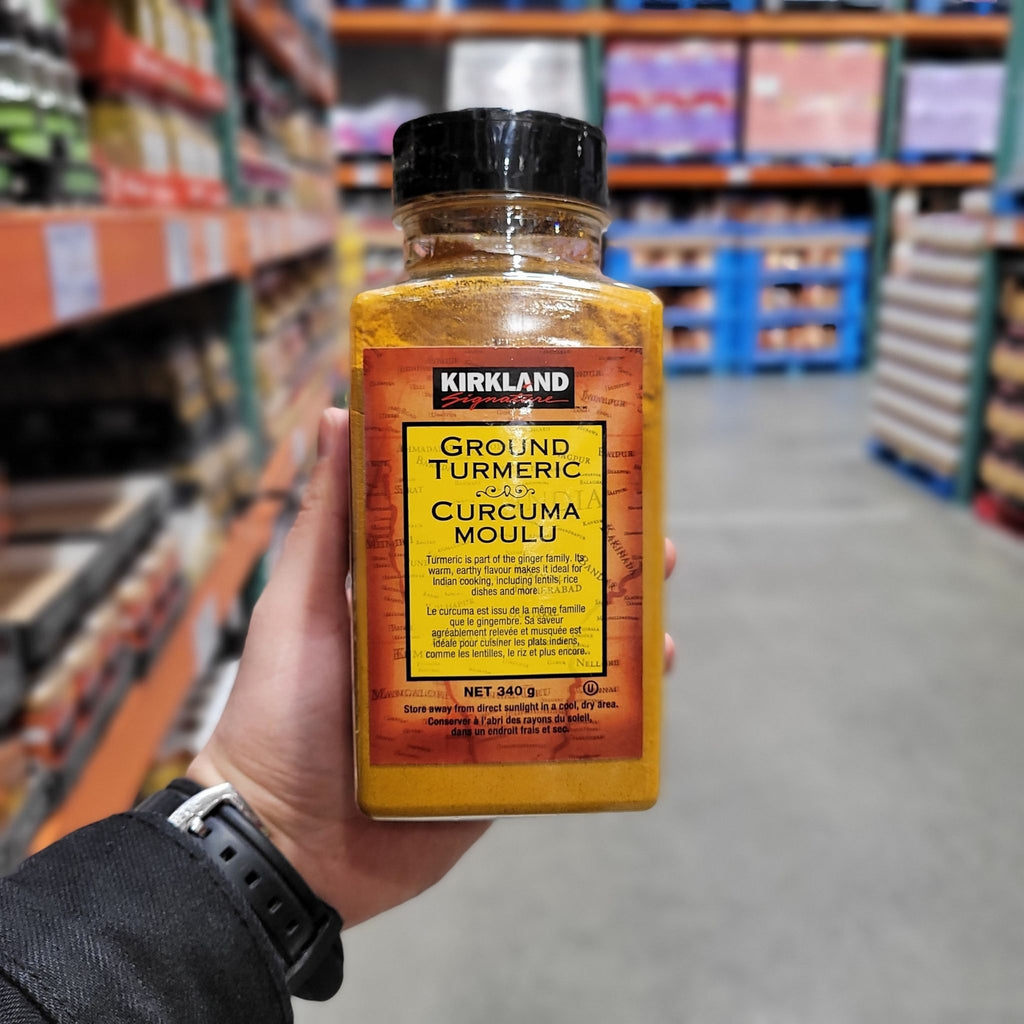 KIRKLAND
Signature
GROUND
TURMERIC
CURCUMA
MOULU
Turmeric is part of the ginger family. Its
warm, earthy flavour makes it ideal for
Indian cooking, including lentils, rice
dishes and more.
Le curcuma est issu de la même famille
que le gingembre. Sa saveur
agréablement relevée et musquée est
idéale pour cuisiner les plats indiens,
comme les lentilles, le riz et plus encore.
NET 340 g
U
Store away from direct sunlight in a cool, dry area.
Conserver à l'abri des rayons du soleil,
dans un endroit frais et sec.
INDIA
KAKINADA
MANGALORE